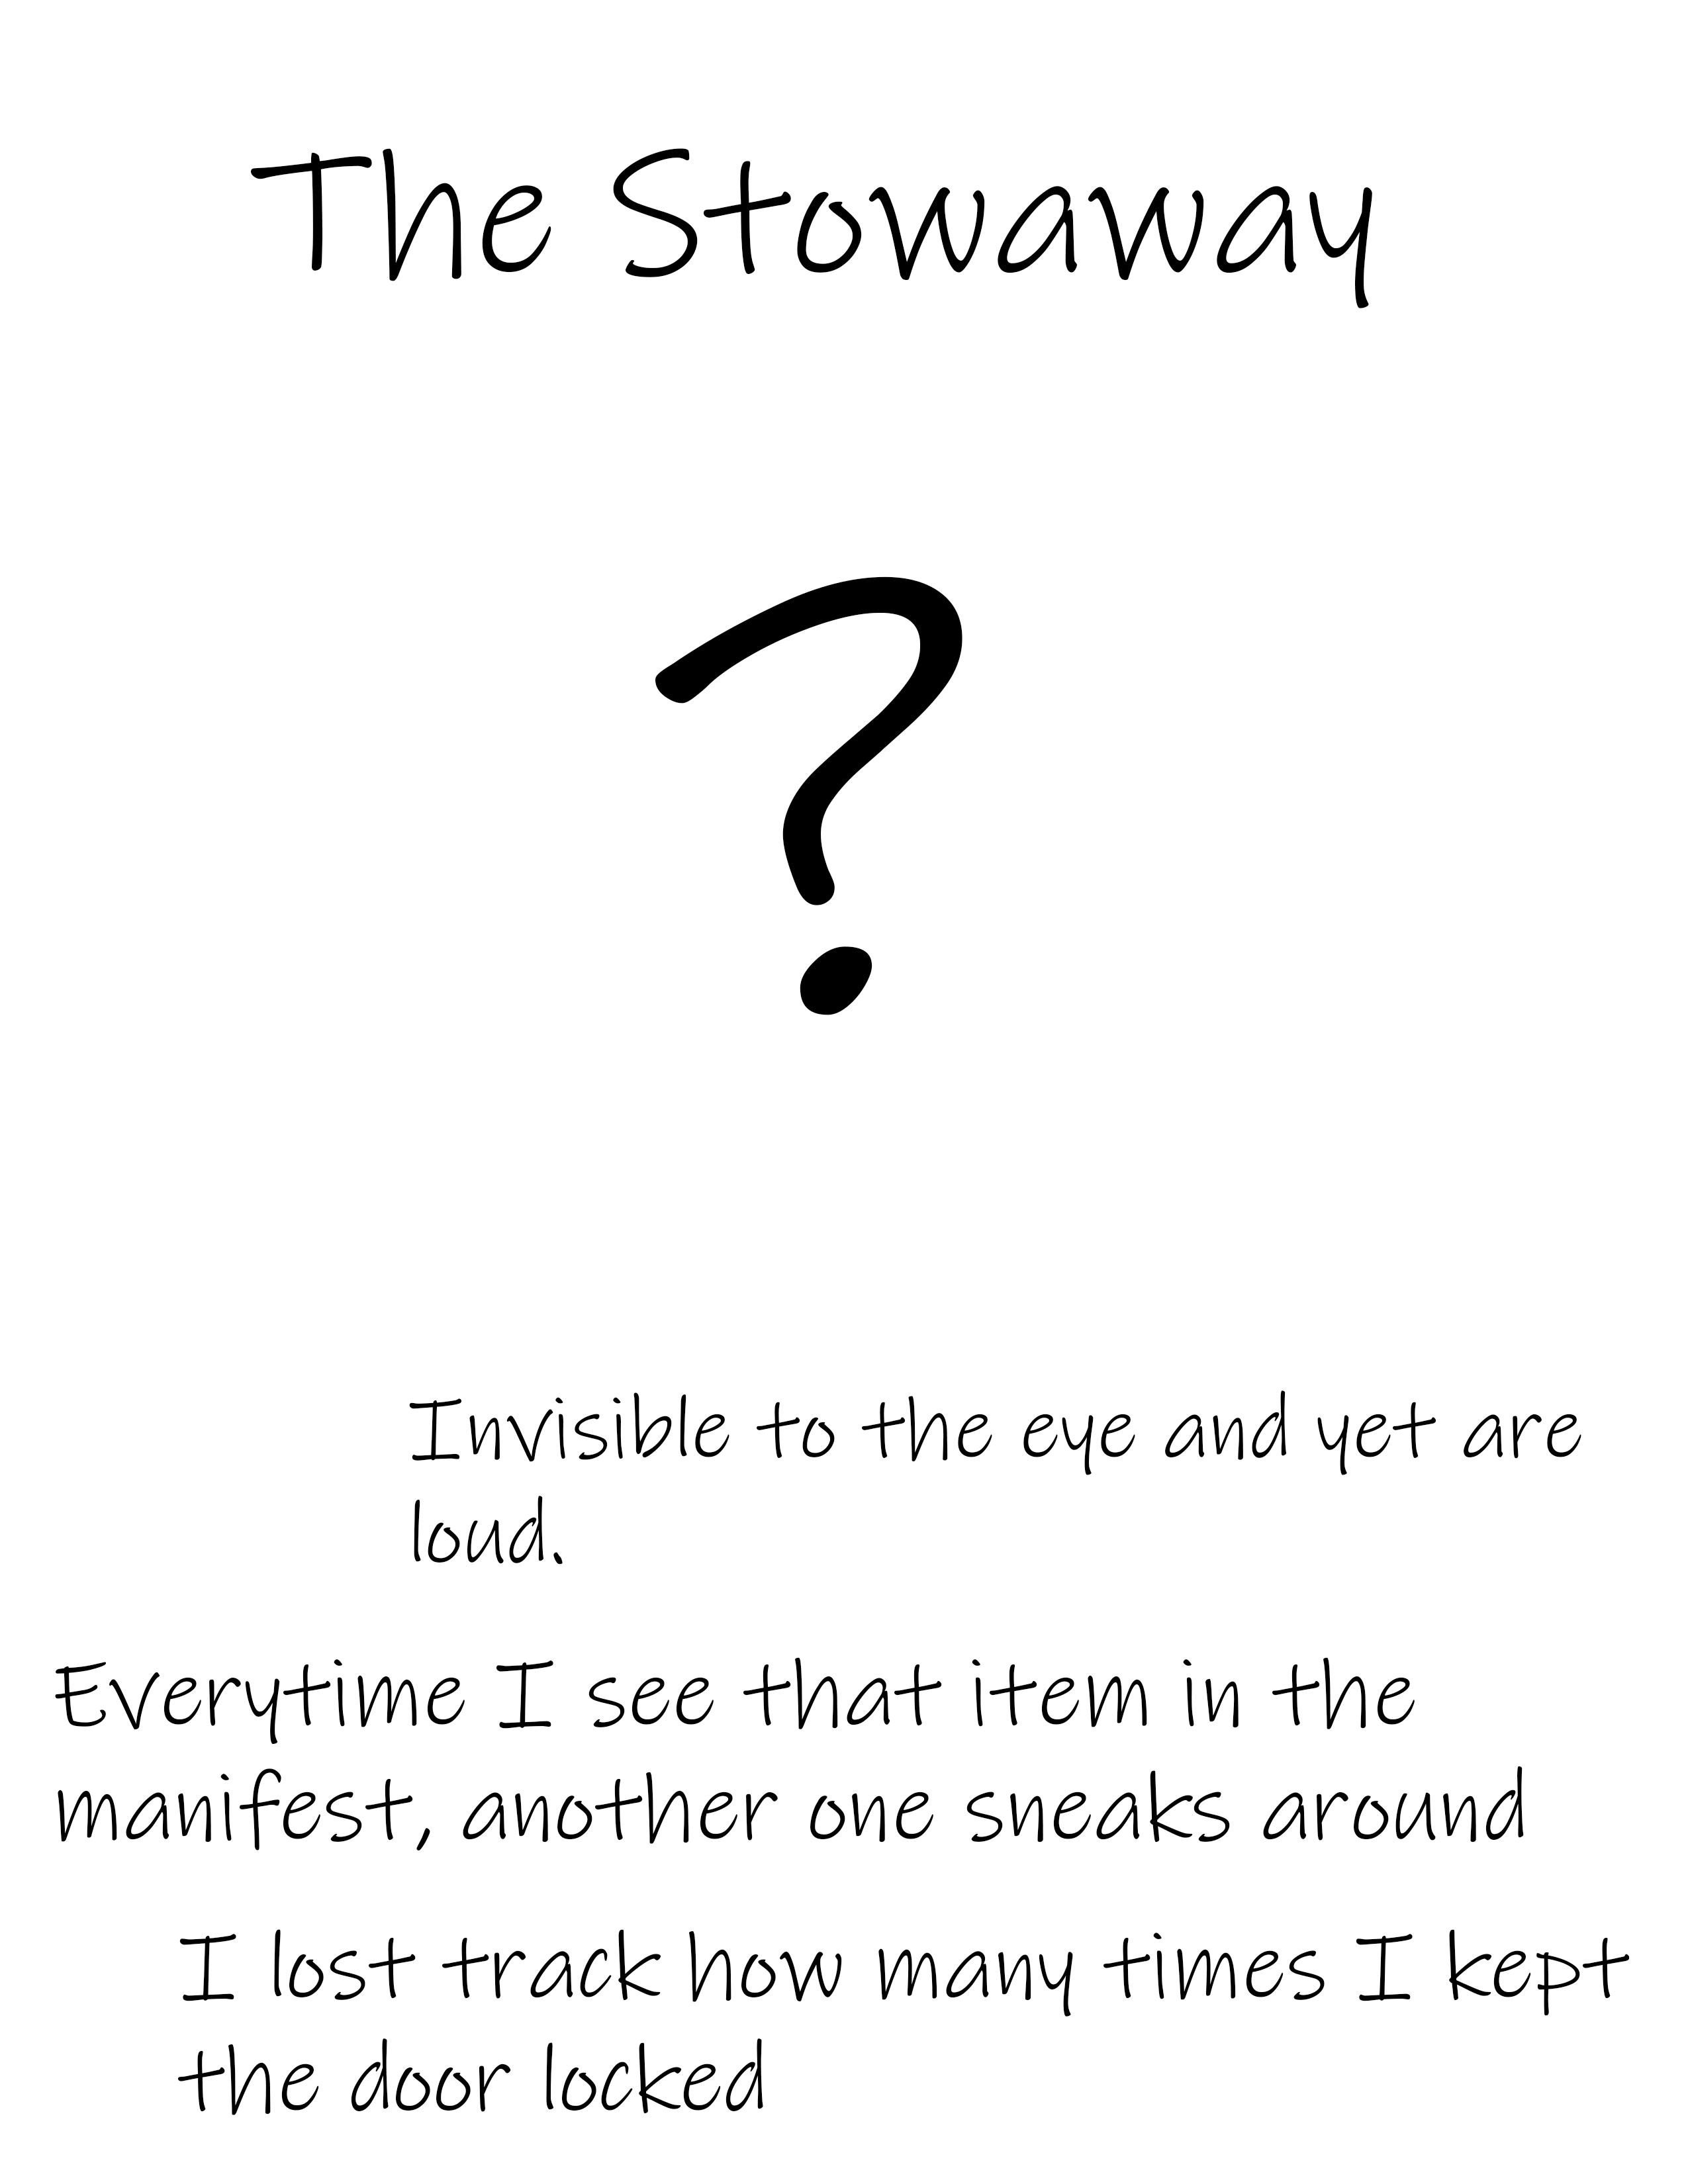 The Stowaway
?
Invisible to the eye and yet are
loud.
Everytime I see that item in the
manifest, another one sneaks around
I lost track how many times I kept
the door locked